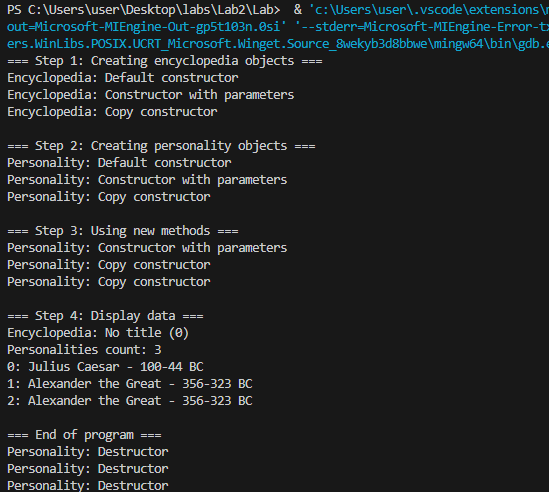 PS C:\Users\user\Desktop\labs\Lab2\Lab>  & 'c:\Users\user\.vscode\extensions\
out=Microsoft-MIEngine-Out-gp5t103n.0si' '--stderr=Microsoft-MIEngine-Error-
ers.WinLibs.POSIX.UCRT_Microsoft.Winget.Source_8wekyb3d8bbwe\mingw64\bin\gdb.
=== Step 1: Creating encyclopedia objects ===
Encyclopedia: Default constructor
Encyclopedia: Constructor with parameters
Encyclopedia: Copy constructor

=== Step 2: Creating personality objects ===
Personality: Default constructor
Personality: Constructor with parameters
Personality: Copy constructor

=== Step 3: Using new methods ===
Personality: Constructor with parameters
Personality: Copy constructor
Personality: Copy constructor

=== Step 4: Display data ===
Encyclopedia: No title (0)
Personalities count: 3
0: Julius Caesar - 100-44 BC
1: Alexander the Great - 356-323 BC
2: Alexander the Great - 356-323 BC

=== End of program ===
Personality: Destructor
Personality: Destructor
Personality: Destructor